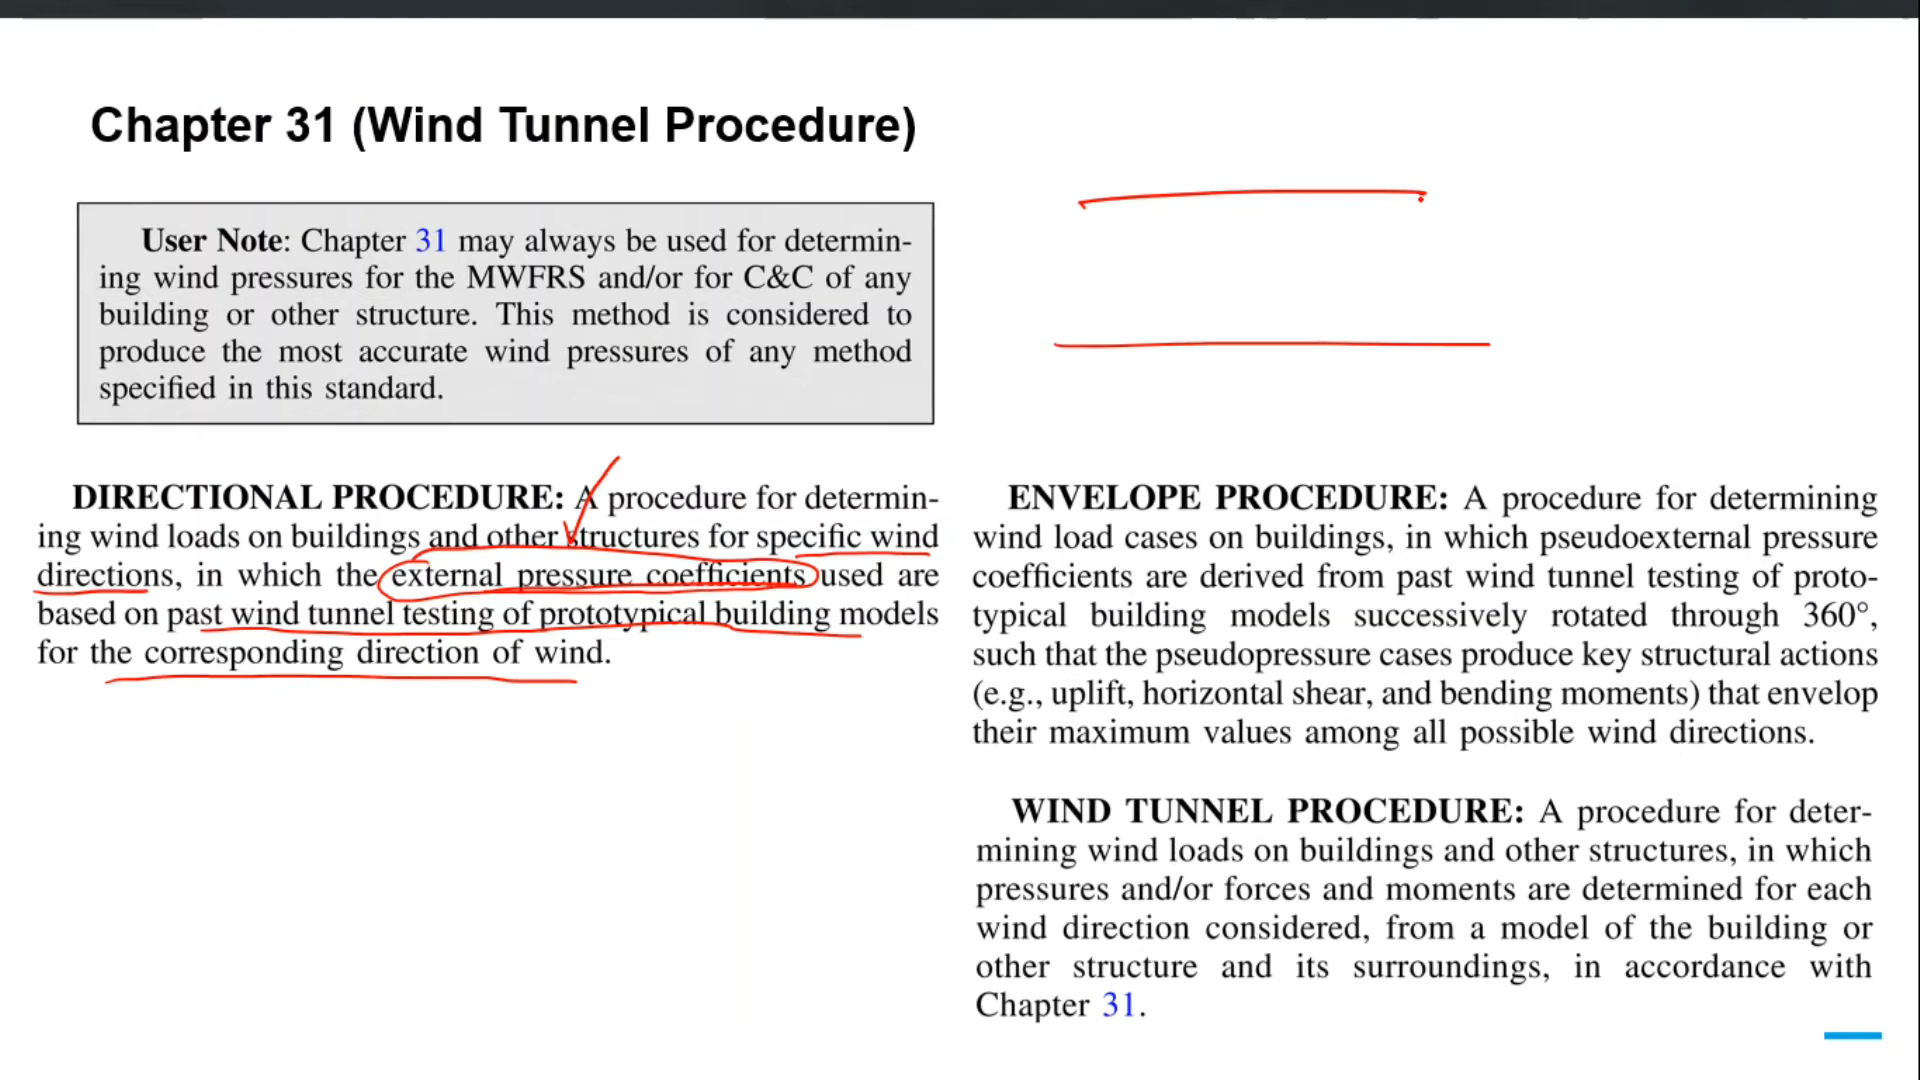 Chapter 31 (Wind Tunnel Procedure)
User Note: Chapter 31 may always be used for determin-
ing wind pressures for the MWFRS and/or for C&C of any
building or other structure. This method is considered to
produce the most accurate wind pressures of any method
specified in this standard.
DIRECTIONAL PROCEDURE: A procedure for determin-
ing wind loads on buildings and other structures for specific wind
directions, in which the external pressure coefficients used are
based on past wind tunnel testing of prototypical building models
for the corresponding direction of wind.
ENVELOPE PROCEDURE: A procedure for determining
wind load cases on buildings, in which pseudoexternal pressure
coefficients are derived from past wind tunnel testing of proto-
typical building models successively rotated through 360°,
such that the pseudopressure cases produce key structural actions
(e.g., uplift, horizontal shear, and bending moments) that envelop
their maximum values among all possible wind directions.
WIND TUNNEL PROCEDURE: A procedure for deter-
mining wind loads on buildings and other structures, in which
pressures and/or forces and moments are determined for each
wind direction considered, from a model of the building or
other structure and its surroundings, in accordance with
Chapter 31.